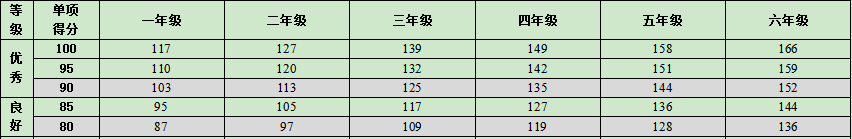 等级 单项得分 一年级 二年级 三年级 四年级 五年级 六年级
优秀 100 117 127 139 149 158 166
95 110 120 132 142 151 159
90 103 113 125 135 144 152
良好 85 95 105 117 127 136 144
80 87 97 109 119 128 136